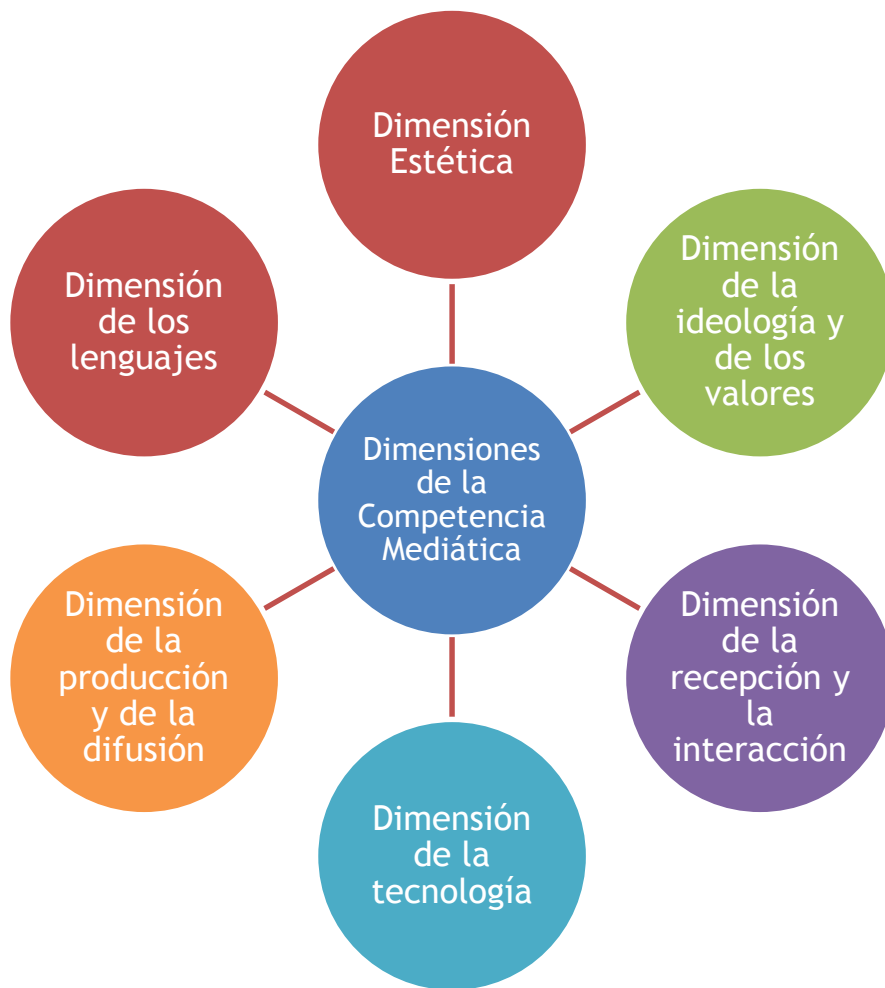 Dimensión
Estética
Dimensión
de la
ideología y
de los
valores
Dimensión
de la
recepción y
la
interacción
Dimensión
de la
tecnología
Dimensión
de la
producción
y de la
difusión
Dimensión
de los
lenguajes
Dimensiones
de la
Competencia
Mediática